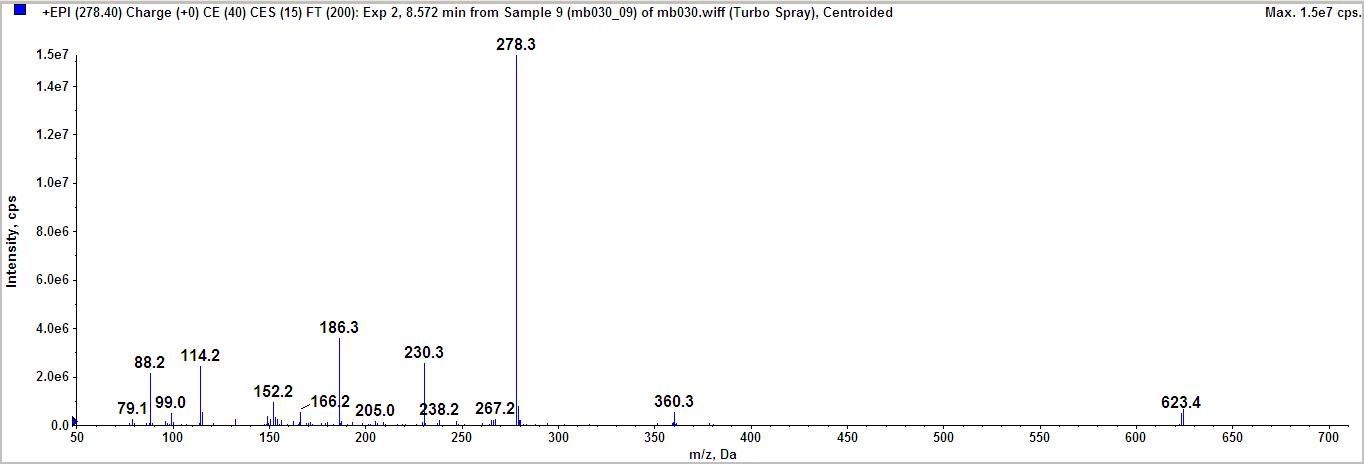 +EPI (278.40) Charge (+0) CE (40) CES (15) FT (200): Exp 2, 8.572 min from Sample 9 (mb030_09) of mb030.wiff (Turbo Spray), Centroided
Max. 1.5e7 cps.
1.5e7
1.4e7
1.2e7
1.0e7
8.0e6
6.0e6
4.0e6
2.0e6
0.0
Intensity, cps
278.3
186.3
230.3
114.2
88.2
152.2
166.2
360.3
623.4
79.1
99.0
205.0
238.2
267.2
50 100 150 200 250 300 350 400 450 500 550 600 650 700
m/z, Da